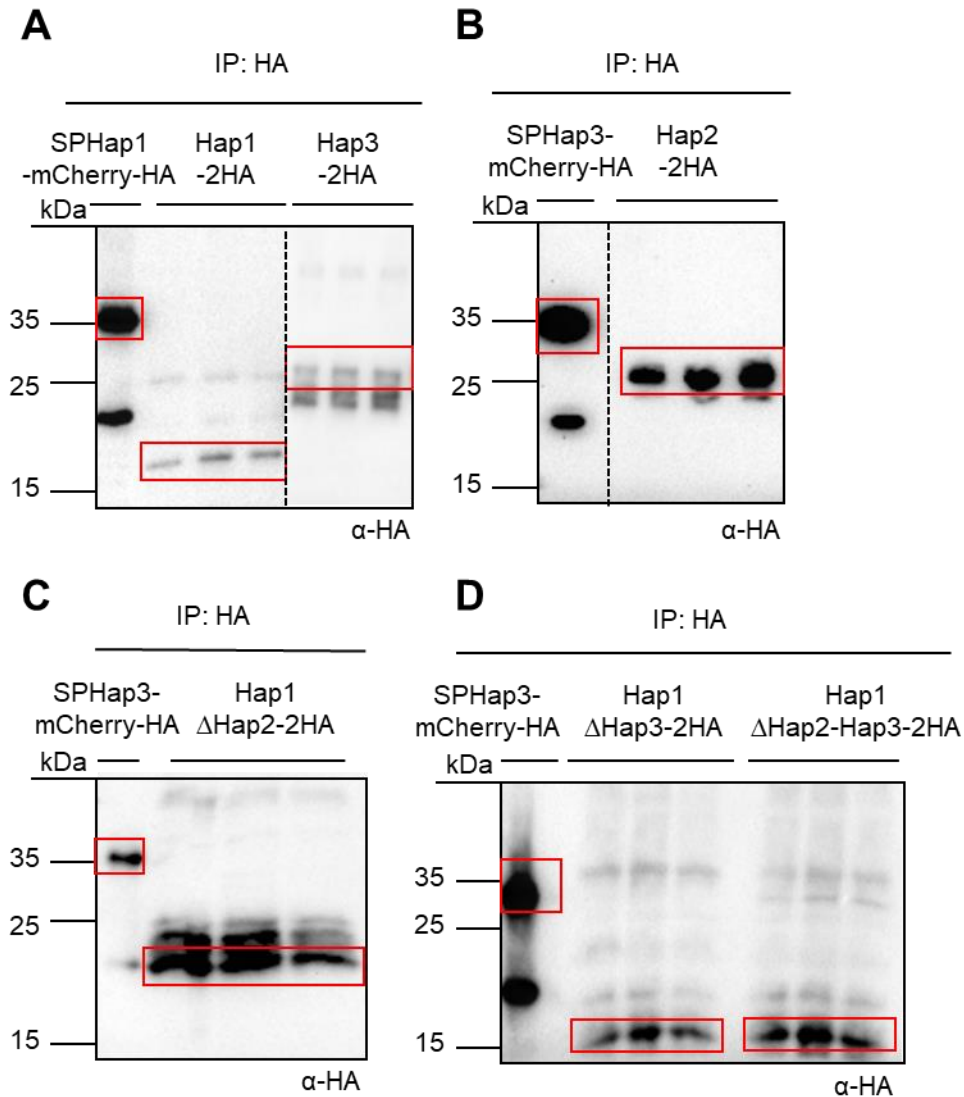 A
IP: HA
SPHap1
-mCherry-HA
Hap1
-2HA
Hap3
-2HA
kDa
35
25
15
α-HA
B
IP: HA
SPHap3-
mCherry-HA
Hap2
-2HA
kDa
35
25
15
α-HA
C
IP: HA
SPHap3-
mCherry-HA
Hap1
ΔHap2-2HA
kDa
35
25
15
α-HA
D
IP: HA
SPHap3-
mCherry-HA
Hap1
ΔHap3-2HA
Hap1
ΔHap2-Hap3-2HA
kDa
35
25
15
α-HA